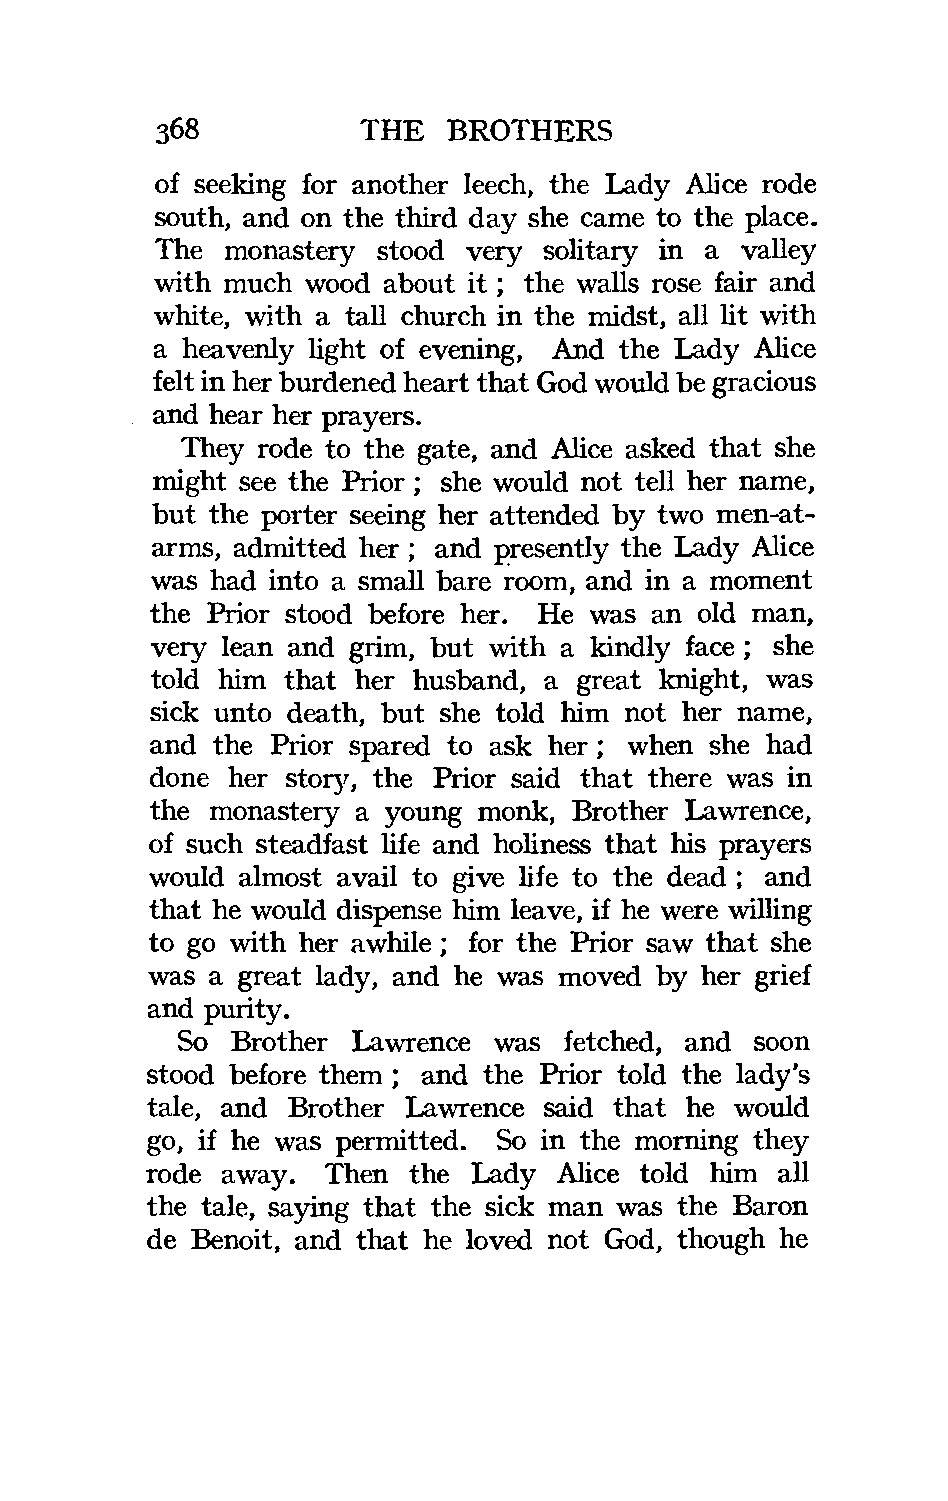 368 THE BROTHERS
of seeking for another leech, the Lady Alice rode
south, and on the third day she came to the place.
The monastery stood very solitary in a valley
with much wood about it ; the walls rose fair and
white, with a tall church in the midst, all lit with
a heavenly light of evening, And the Lady Alice
felt in her burdened heart that God would be gracious
and hear her prayers.
They rode to the gate, and Alice asked that she
might see the Prior ; she would not tell her name,
but the porter seeing her attended by two men-at-
arms, admitted her ; and presently the Lady Alice
was had into a small bare room, and in a moment
the Prior stood before her. He was an old man,
very lean and grim, but with a kindly face ; she
told him that her husband, a great knight, was
sick unto death, but she told him not her name,
and the Prior spared to ask her ; when she had
done her story, the Prior said that there was in
the monastery a young monk, Brother Lawrence,
of such steadfast life and holiness that his prayers
would almost avail to give life to the dead ; and
that he would dispense him leave, if he were willing
to go with her awhile ; for the Prior saw that she
was a great lady, and he was moved by her grief
and purity.
So Brother Lawrence was fetched, and soon
stood before them ; and the Prior told the lady's
tale, and Brother Lawrence said that he would
go, if he was permitted. So in the morning they
rode away. Then the Lady Alice told him all
the tale, saying that the sick man was the Baron
de Benoit, and that he loved not God, though he